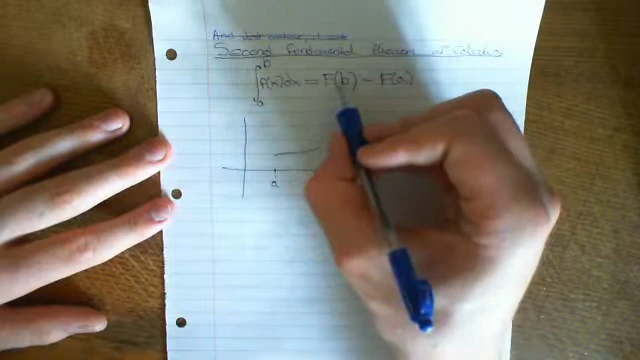 Second fundamental theorem of Calculus
∫ₐᵇ f(x)dx = F(b) - F(a)
a